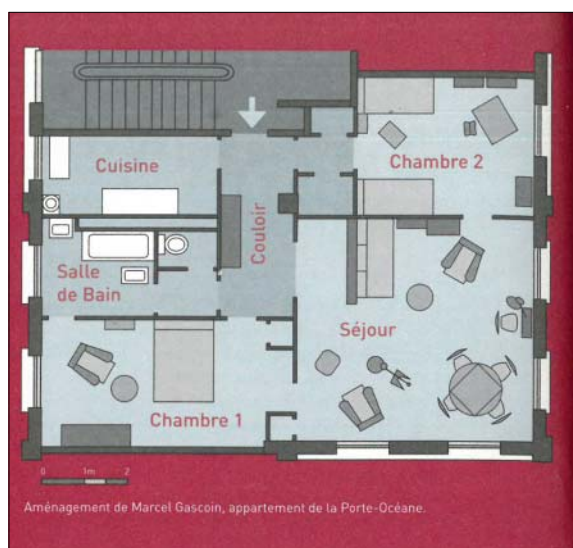 Cuisine
Chambre 2
Couloir
Salle
de Bain
Séjour
Chambre 1
0 1m 2
Aménagement de Marcel Gascoin, appartement de la Porte-Océane.